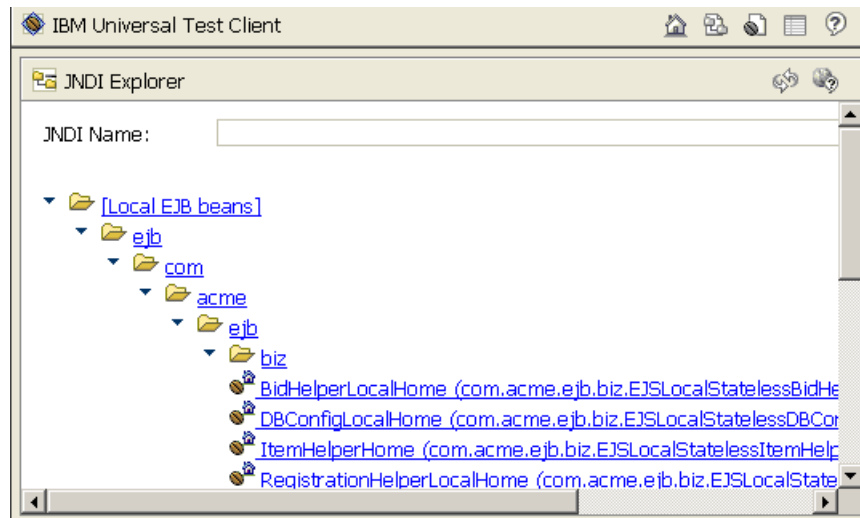 IBM Universal Test Client
JNDI Explorer
JNDI Name:
[Local EJB beans]
ejb
com
acme
ejb
biz
BidHelperLocalHome (com.acme.ejb.biz.EJSLocalStatelessBidHe
DBConfigLocalHome (com.acme.ejb.biz.EJSLocalStatelessDBCon
ItemHelperHome (com.acme.ejb.biz.EJSLocalStatelessItemHelp
RegistrationHelperLocalHome (com.acme.ejb.biz.EJSLocalState